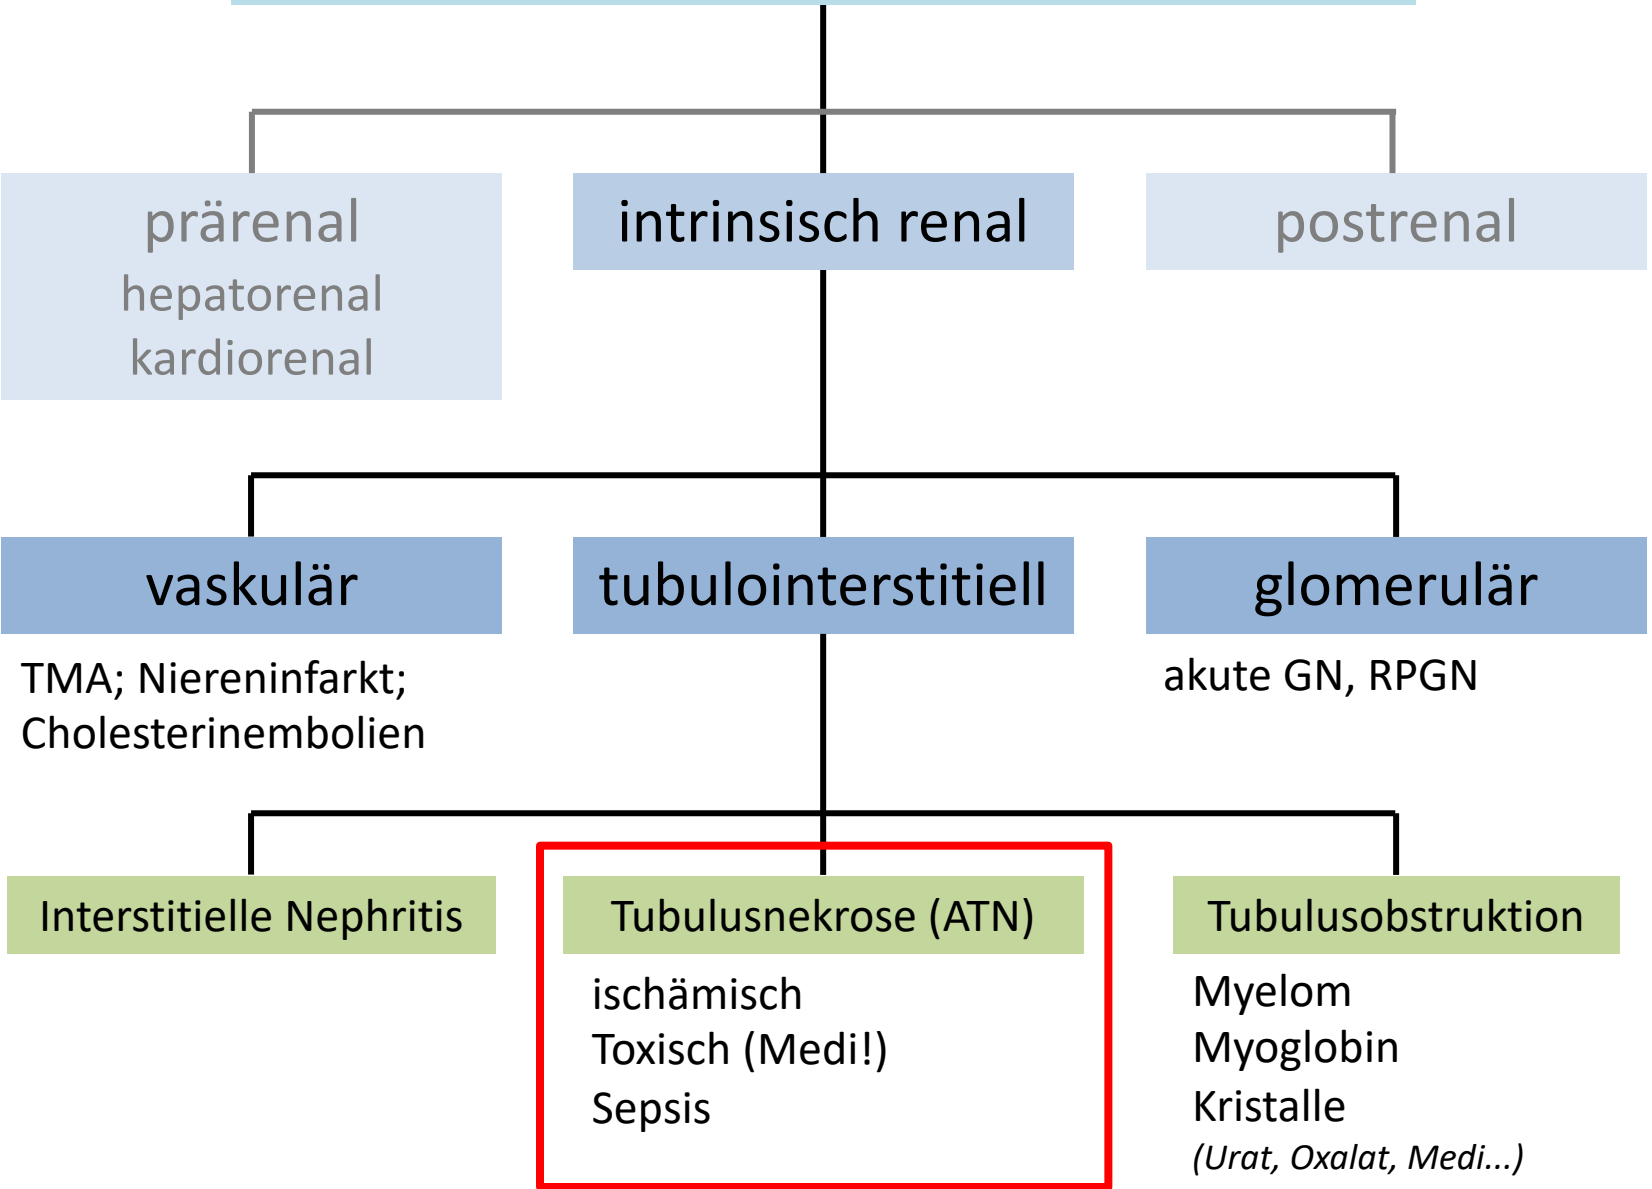 prärenal
hepatorenal
kardiorenal
intrinsisch renal
postrenal
vaskulär
TMA; Niereninfarkt;
Cholesterinembolien
tubulointerstitiell
glomerulär
akute GN, RPGN
Interstitielle Nephritis
Tubulusnekrose (ATN)
ischämisch
Toxisch (Medi!)
Sepsis
Tubulusobstruktion
Myelom
Myoglobin
Kristalle
(Urat, Oxalat, Medi...)